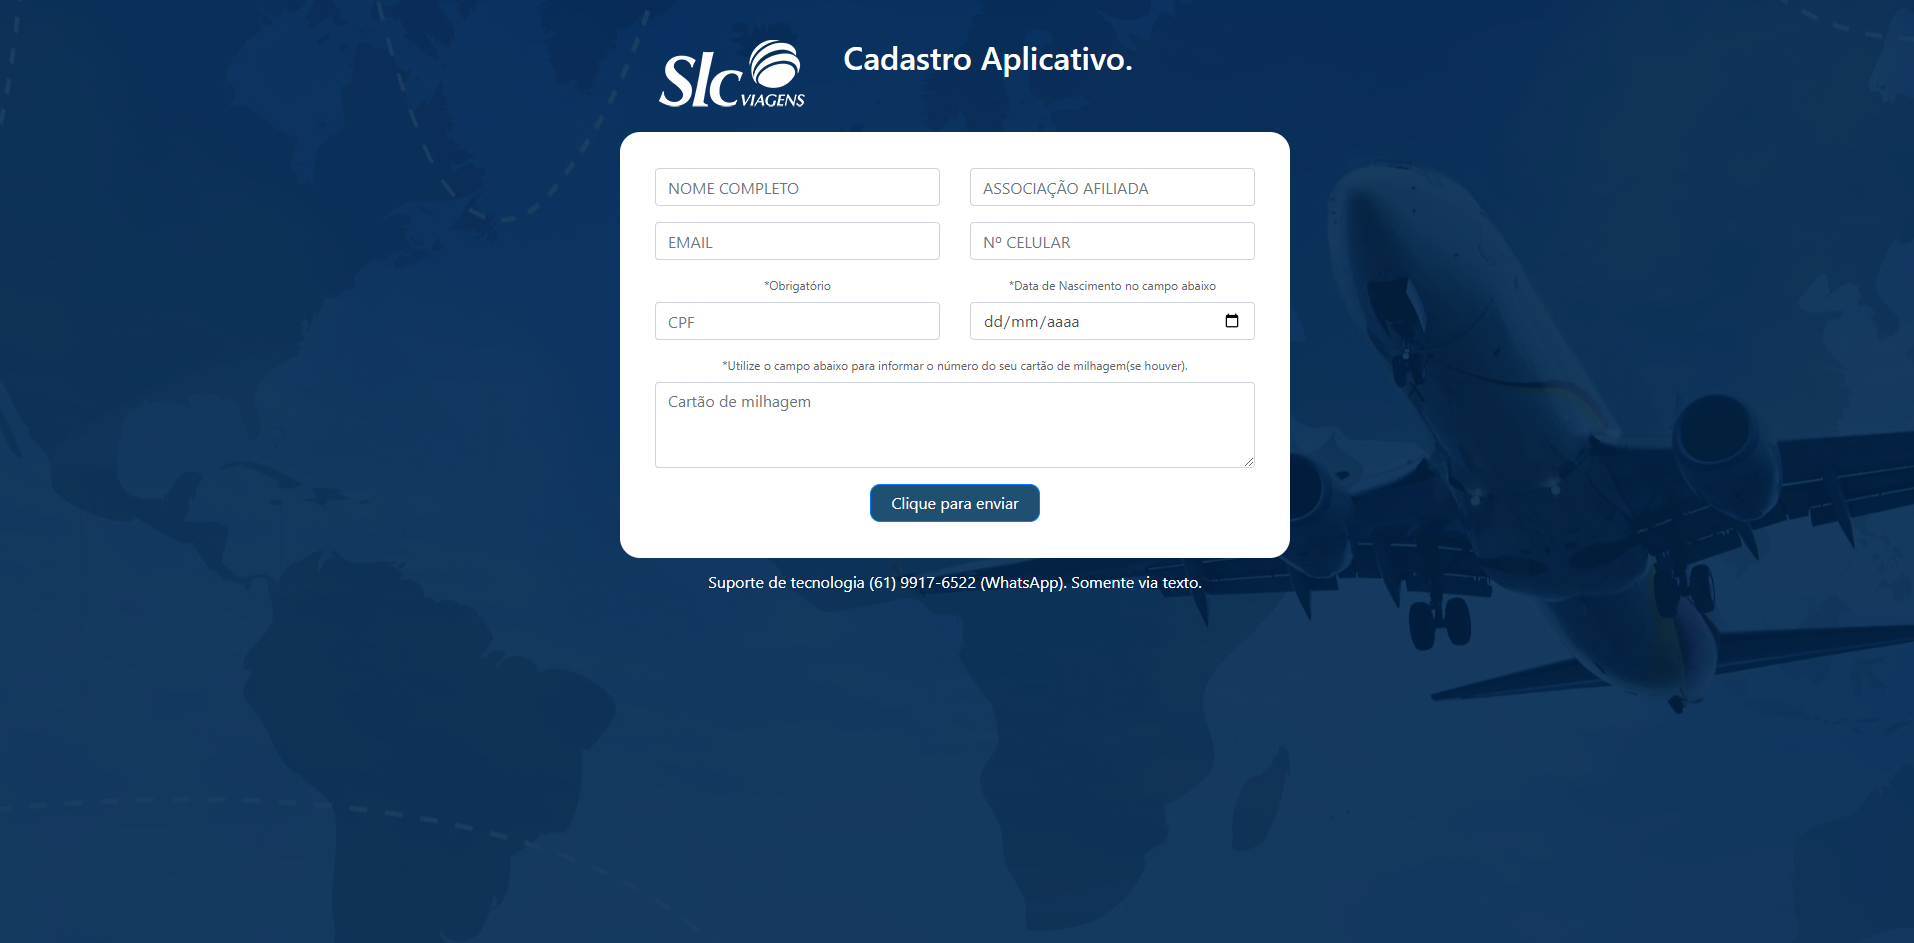 Slc VIAGENS
Cadastro Aplicativo.
NOME COMPLETO
ASSOCIAÇÃO AFILIADA
EMAIL
Nº CELULAR
*Obrigatório
*Data de Nascimento no campo abaixo
CPF
dd/mm/aaaa
*Utilize o campo abaixo para informar o número do seu cartão de milhagem(se houver).
Cartão de milhagem
Clique para enviar
Suporte de tecnologia (61) 9917-6522 (WhatsApp). Somente via texto.